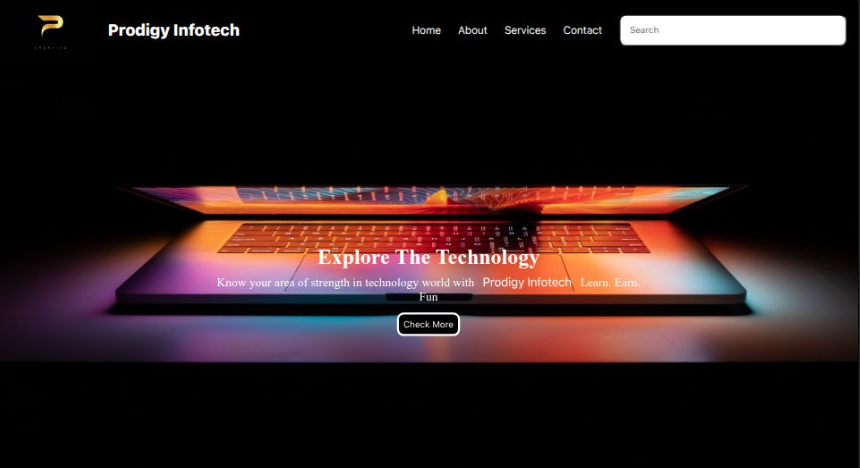 Prodigy Infotech
Home About Services Contact
Search
Explore The Technology
Know your area of strength in technology world with Prodigy Infotech Learn. Earn.
Fun
Check More